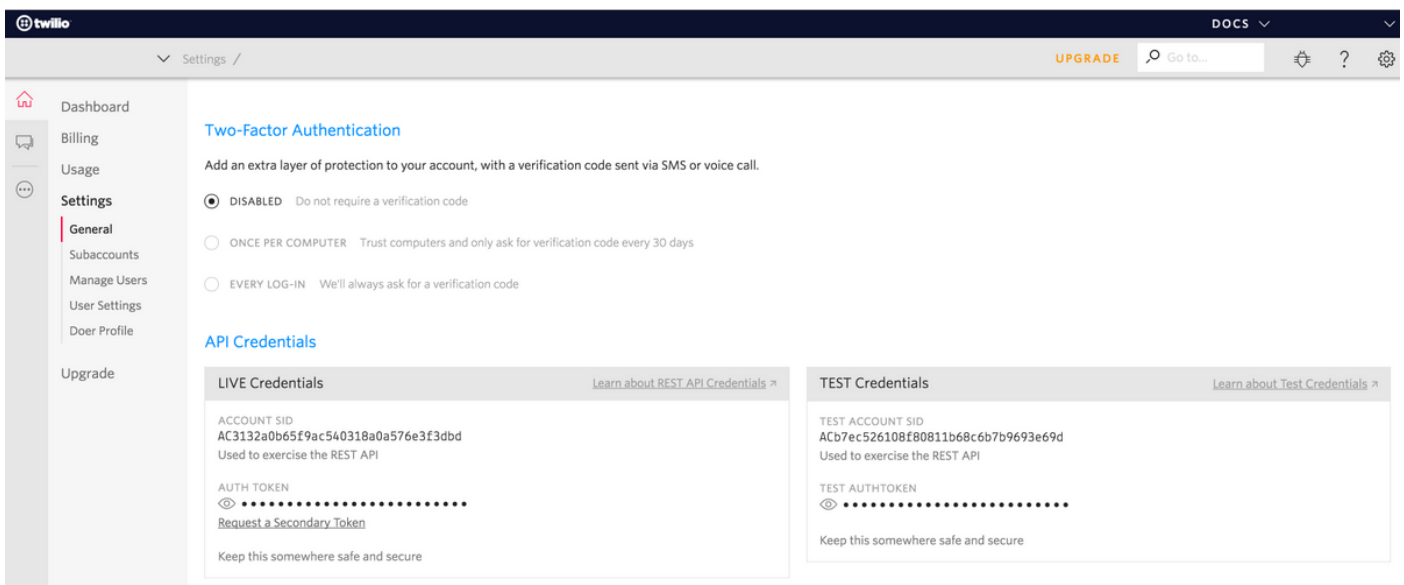 twilio
DOCS
Settings /
UPGRADE
Go to...
?
Dashboard
Billing
Usage
Settings
General
Subaccounts
Manage Users
User Settings
Doer Profile
Upgrade
Two-Factor Authentication
Add an extra layer of protection to your account, with a verification code sent via SMS or voice call.
DISABLED Do not require a verification code
ONCE PER COMPUTER Trust computers and only ask for verification code every 30 days
EVERY LOG-IN We'll always ask for a verification code
API Credentials
LIVE Credentials
Learn about REST API Credentials
ACCOUNT SID
AC3132a0b65f9ac540318a0a576e3f3dbd
Used to exercise the REST API
AUTH TOKEN
•••••••••••••••••••••••••
Request a Secondary Token
Keep this somewhere safe and secure
TEST Credentials
Learn about Test Credentials
TEST ACCOUNT SID
ACb7ec526108f80811b68c6b7b9693e69d
Used to exercise the REST API
TEST AUTHTOKEN
•••••••••••••••••••••••••
Keep this somewhere safe and secure